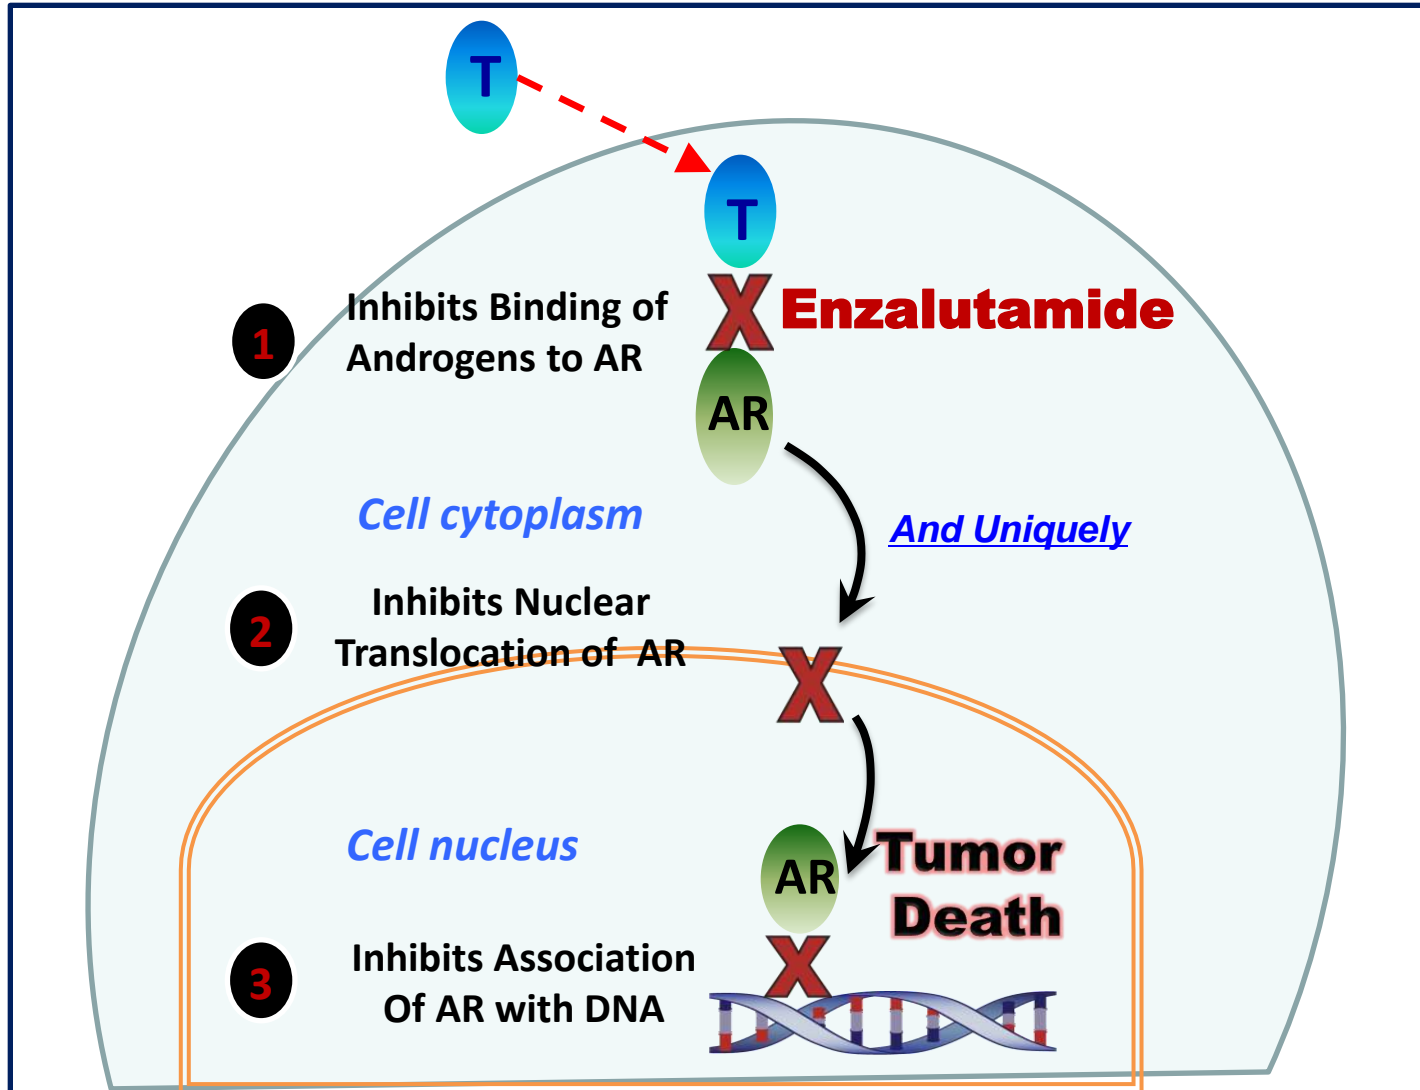 T
T
1
Inhibits Binding of
Androgens to AR
Enzalutamide
AR
Cell cytoplasm
And Uniquely
2
Inhibits Nuclear
Translocation of AR
Cell nucleus
AR
Tumor
Death
3
Inhibits Association
Of AR with DNA